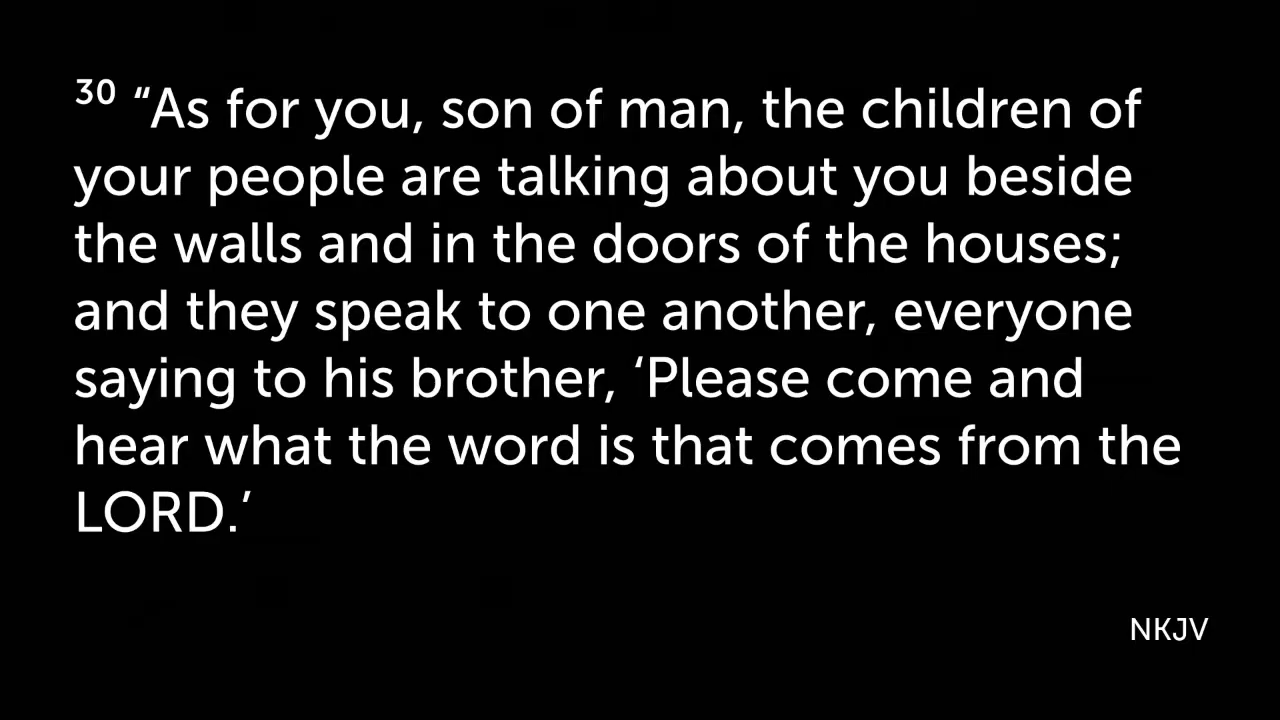 30 “As for you, son of man, the children of
your people are talking about you beside
the walls and in the doors of the houses;
and they speak to one another, everyone
saying to his brother, ‘Please come and
hear what the word is that comes from the
LORD.’
NKJV